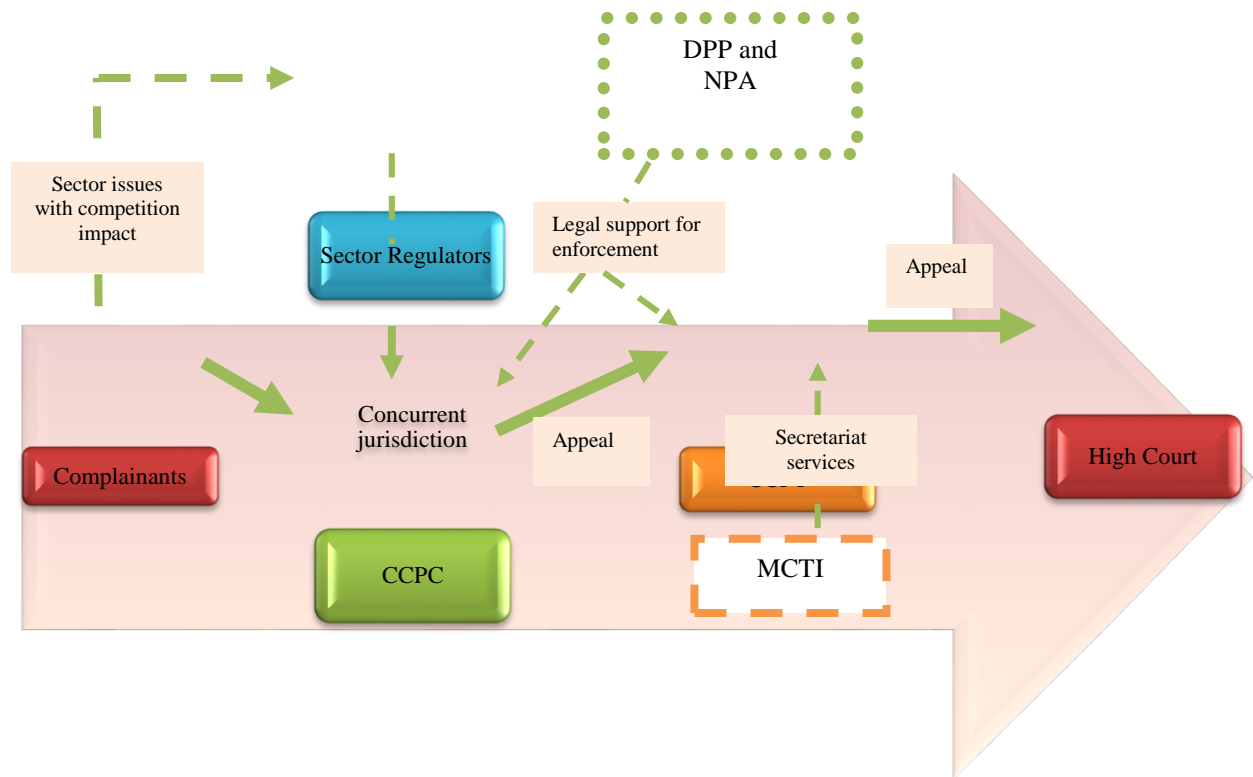 DPP and
NPA
Sector issues
with competition
impact
Sector Regulators
Legal support for
enforcement
Appeal
Concurrent
jurisdiction
Appeal
Secretariat
services
Complainants
High Court
CCPC
MCTI